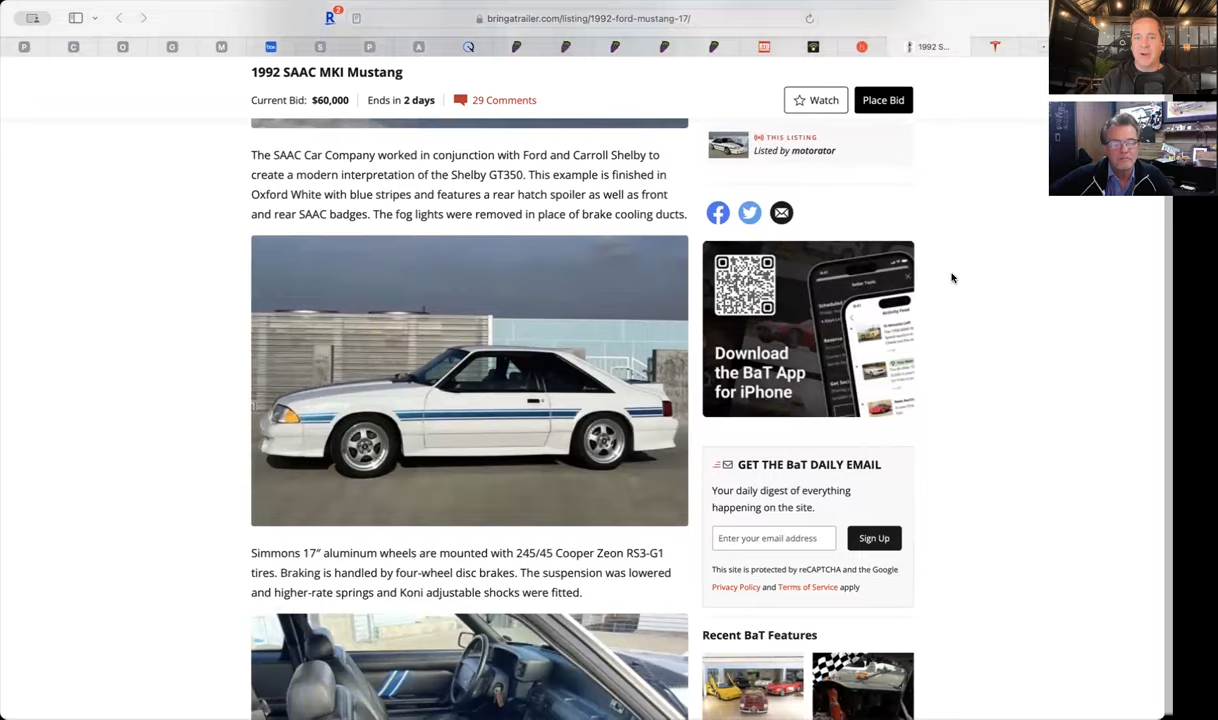 2
bringatrailer.com/listing/1992-ford-mustang-17/
P
C
O
G
M
box
S
P
A
1992 S...
1992 SAAC MKI Mustang
Current Bid: $60,000
Ends in 2 days
29 Comments
Watch
Place Bid
The SAAC Car Company worked in conjunction with Ford and Carroll Shelby to
create a modern interpretation of the Shelby GT350. This example is finished in
Oxford White with blue stripes and features a rear hatch spoiler as well as front
and rear SAAC badges. The fog lights were removed in place of brake cooling ducts.
Simmons 17″ aluminum wheels are mounted with 245/45 Cooper Zeon RS3-G1
tires. Braking is handled by four-wheel disc brakes. The suspension was lowered
and higher-rate springs and Koni adjustable shocks were fitted.
THIS LISTING
Listed by motorator
Download
the BaT App
for iPhone
GET THE BaT DAILY EMAIL
Your daily digest of everything
happening on the site.
Enter your email address
Sign Up
This site is protected by reCAPTCHA and the Google
Privacy Policy and Terms of Service apply
Recent BaT Features